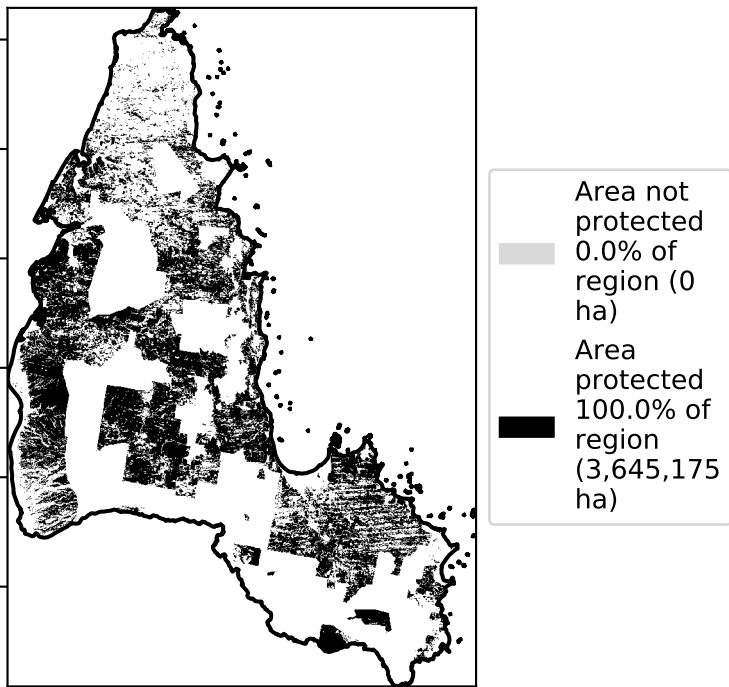 Area not
protected
0.0% of
region (0
ha)
Area
protected
100.0% of
region
(3,645,175
ha)